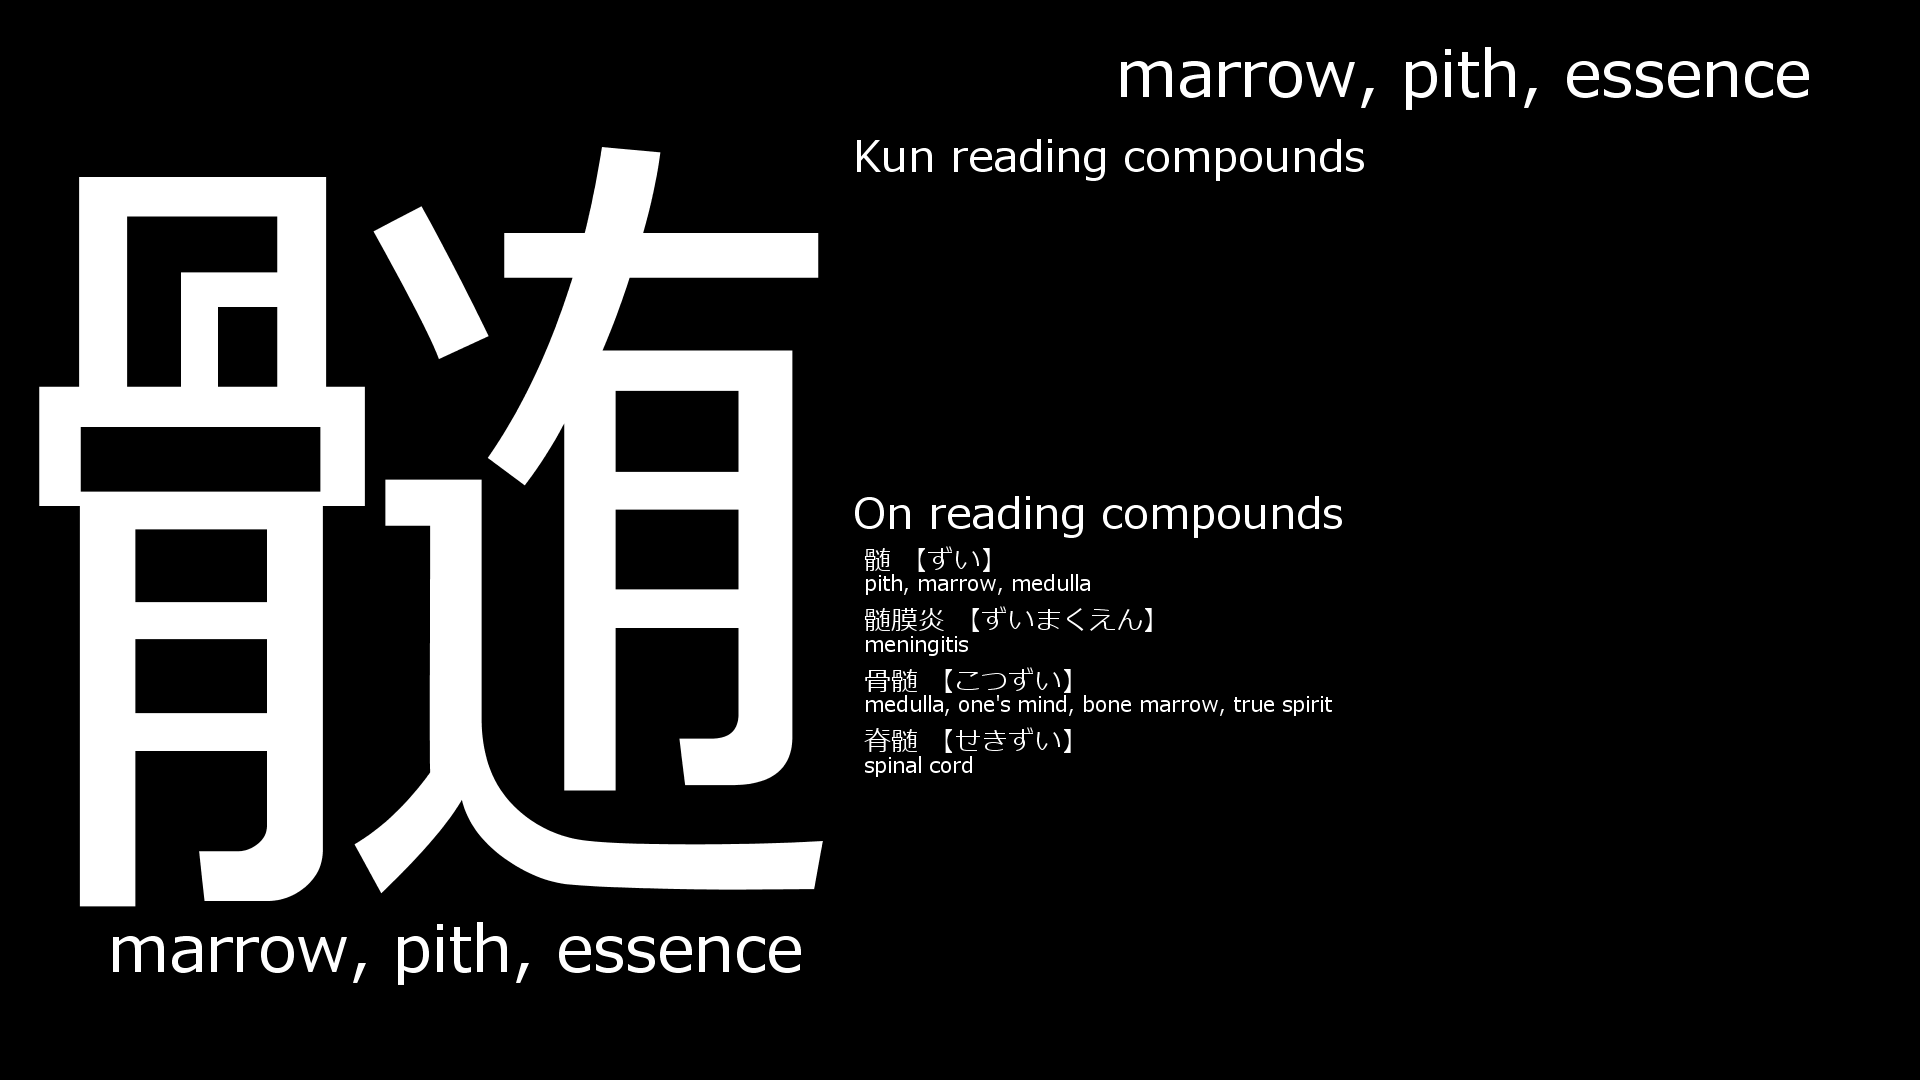 髄
marrow, pith, essence
marrow, pith, essence
Kun reading compounds
On reading compounds
髄 【ずい】
pith, marrow, medulla
髄膜炎 【ずいまくえん】
meningitis
骨髄 【こつずい】
medulla, one's mind, bone marrow, true spirit
脊髄 【せきずい】
spinal cord